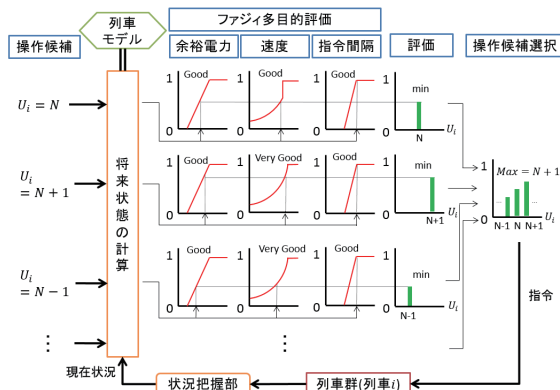 列車
モデル
ファジィ多目的評価
操作候補
余裕電力
速度
指令間隔
評価
操作候補選択
将来状態の計算
U_i = N
1
Good
0
1
Good
0
1
Good
0
1
min
0
N
U_i
U_i
= N + 1
1
Good
0
1
Very Good
0
1
Good
0
1
min
0
N+1
U_i
U_i
= N − 1
1
Good
0
1
Very Good
0
1
Good
0
1
min
0
N-1
U_i
1
Max = N + 1
... ...
0
N-1 N N+1
U_i
指令
⋮
⋮
現在状況
状況把握部
列車群(列車i)